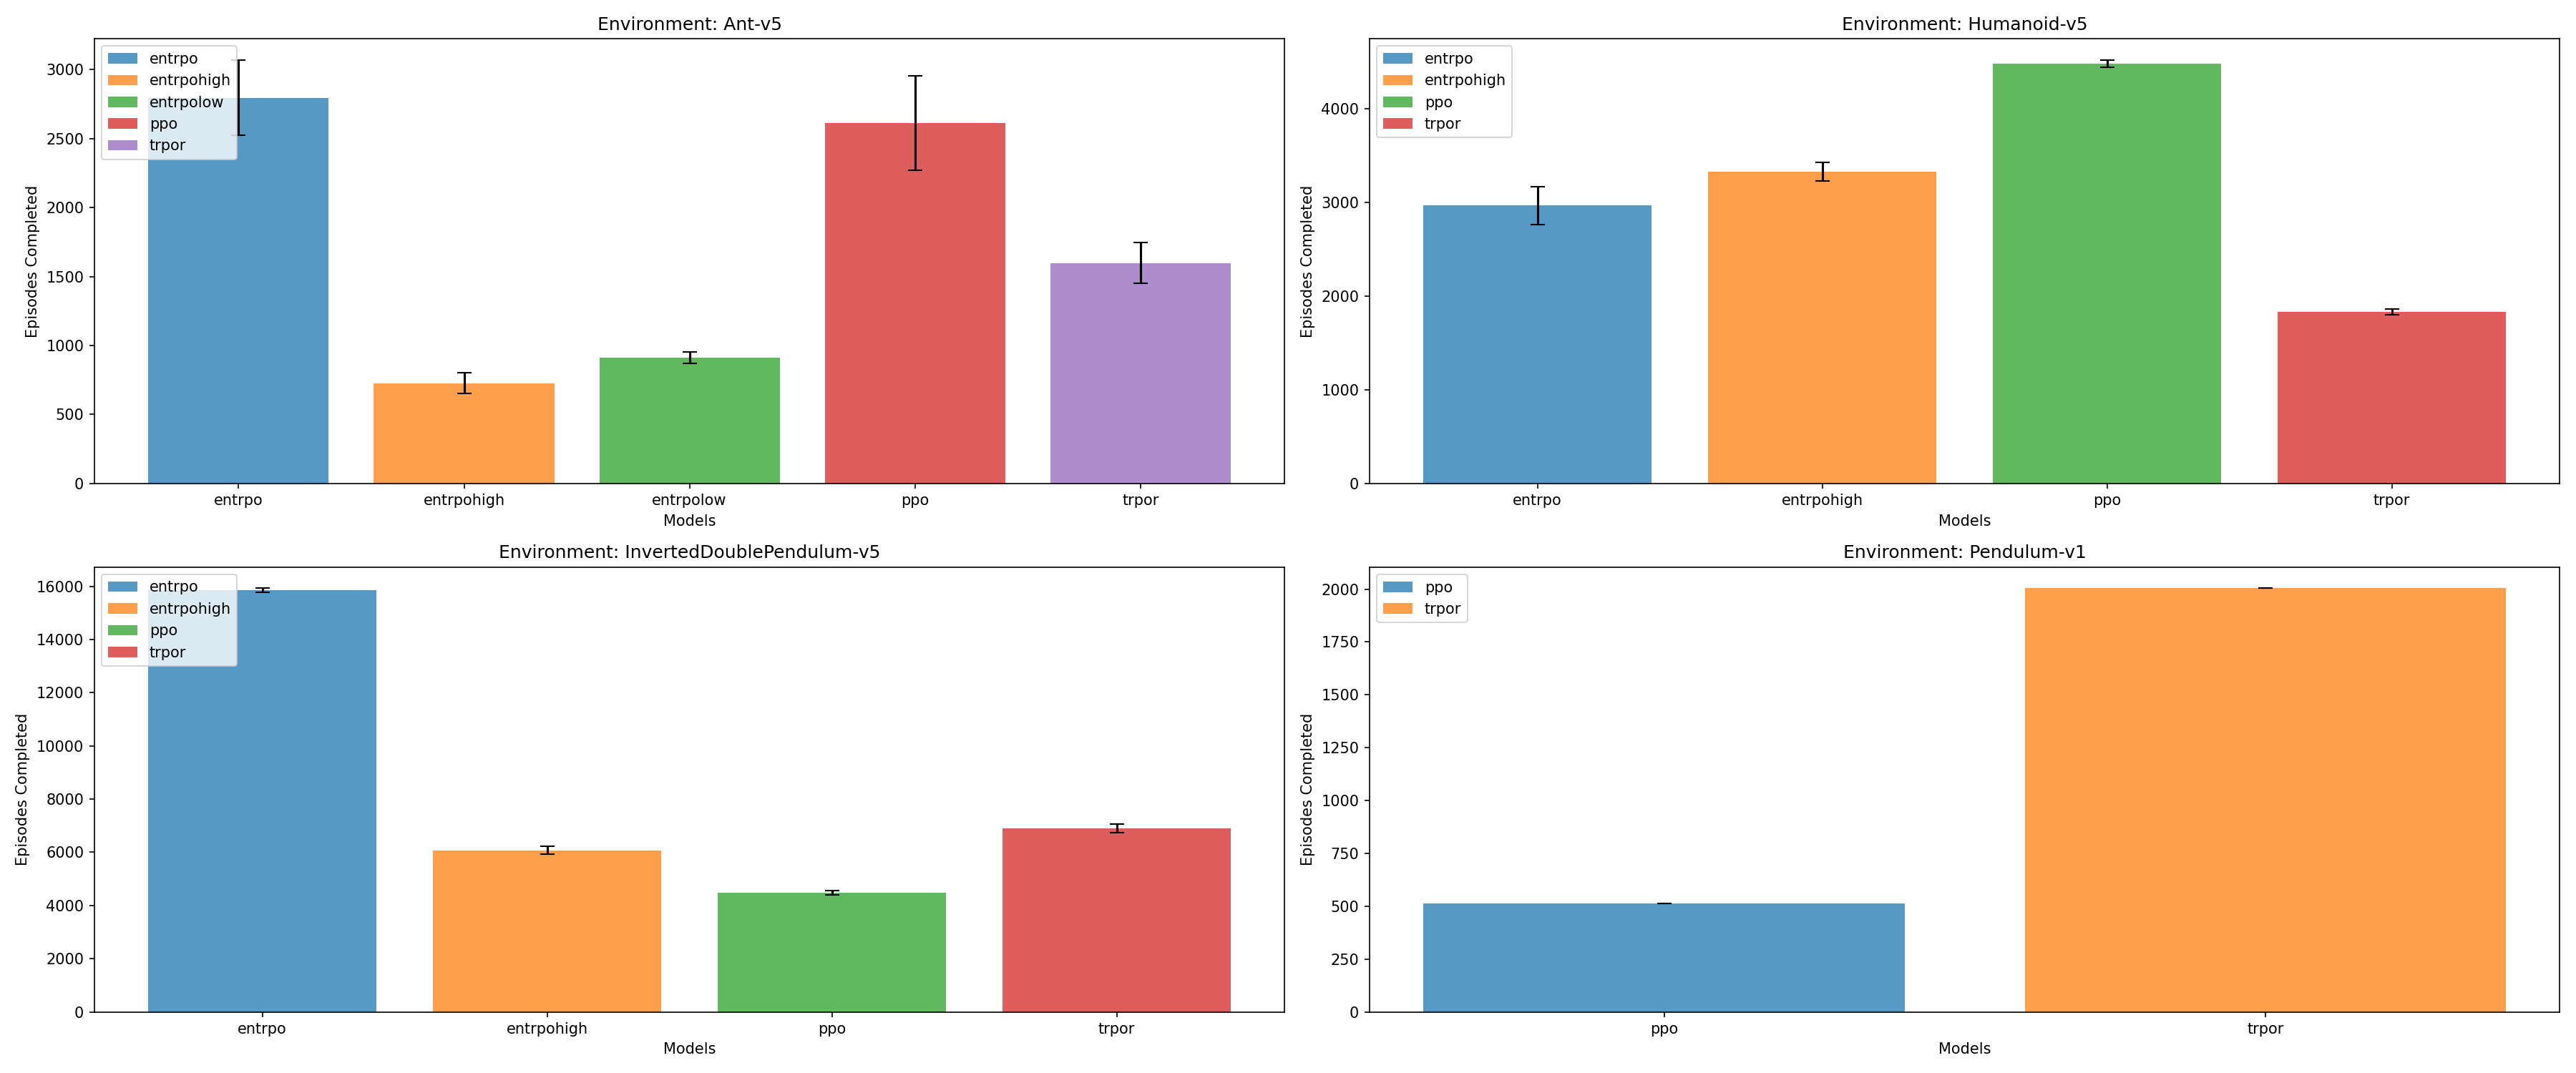 Environment: Ant-v5
entrpo
entrpohigh
entrpolow
ppo
trpor
3000
2500
2000
1500
1000
500
0
Episodes Completed
entrpo entrpohigh entrpolow ppo trpor
Models
Environment: Humanoid-v5
entrpo
entrpohigh
ppo
trpor
4000
3000
2000
1000
0
Episodes Completed
entrpo entrpohigh ppo trpor
Models
Environment: InvertedDoublePendulum-v5
entrpo
entrpohigh
ppo
trpor
16000
14000
12000
10000
8000
6000
4000
2000
0
Episodes Completed
entrpo entrpohigh ppo trpor
Models
Environment: Pendulum-v1
ppo
trpor
2000
1750
1500
1250
1000
750
500
250
0
Episodes Completed
ppo trpor
Models